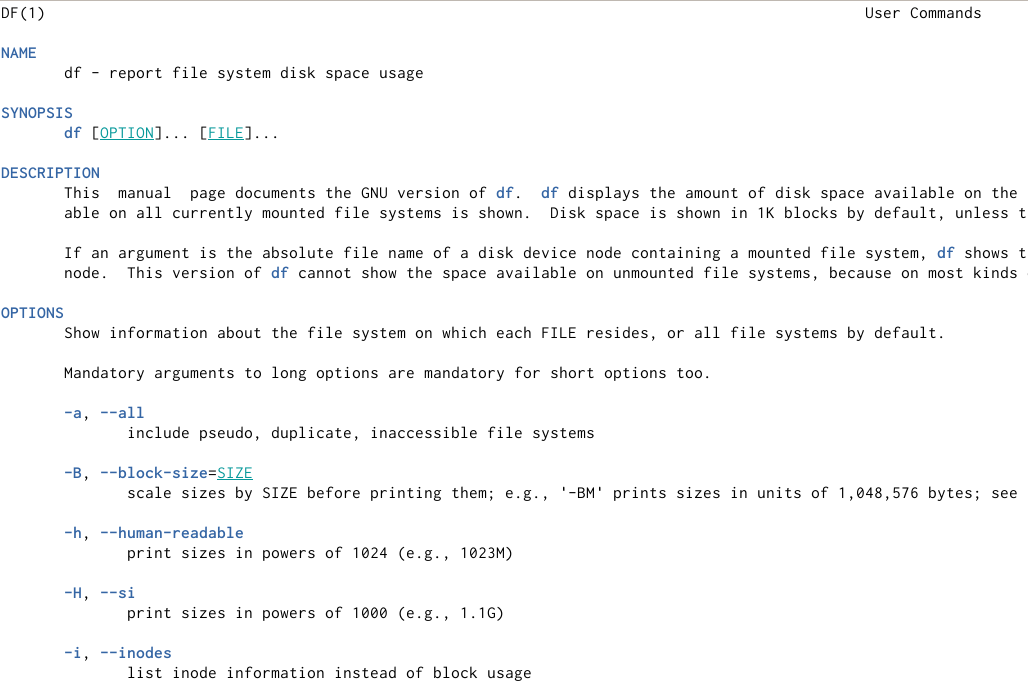 DF(1) User Commands
NAME
df - report file system disk space usage
SYNOPSIS
df [OPTION]... [FILE]...
DESCRIPTION
This manual page documents the GNU version of df. df displays the amount of disk space available on the
able on all currently mounted file systems is shown. Disk space is shown in 1K blocks by default, unless t
If an argument is the absolute file name of a disk device node containing a mounted file system, df shows t
node. This version of df cannot show the space available on unmounted file systems, because on most kinds
OPTIONS
Show information about the file system on which each FILE resides, or all file systems by default.
Mandatory arguments to long options are mandatory for short options too.
-a, --all
include pseudo, duplicate, inaccessible file systems
-B, --block-size=SIZE
scale sizes by SIZE before printing them; e.g., '-BM' prints sizes in units of 1,048,576 bytes; see
-h, --human-readable
print sizes in powers of 1024 (e.g., 1023M)
-H, --si
print sizes in powers of 1000 (e.g., 1.1G)
-i, --inodes
list inode information instead of block usage